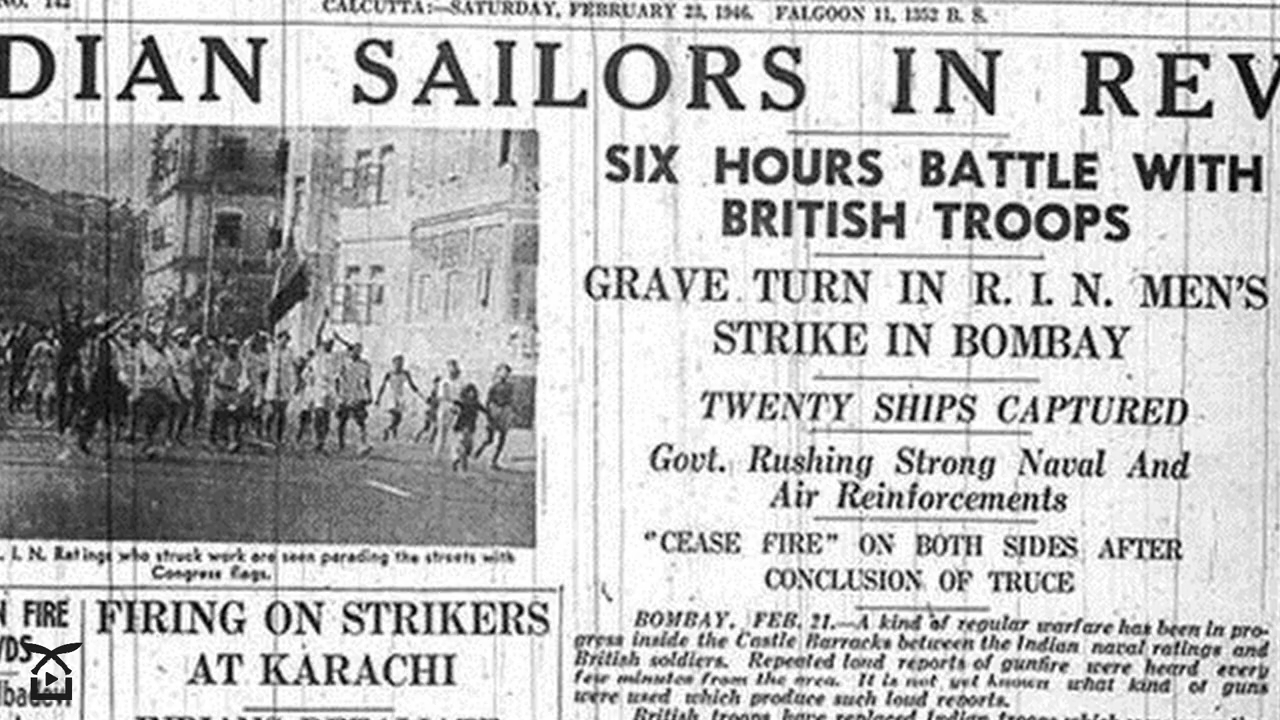 NO. 142
CALCUTTA:—SATURDAY, FEBRUARY 23, 1946. FALGOON 11, 1352 B. S.
DIAN SAILORS IN REV
SIX HOURS BATTLE WITH
BRITISH TROOPS
GRAVE TURN IN R. I. N. MEN'S
STRIKE IN BOMBAY
TWENTY SHIPS CAPTURED
Govt. Rushing Strong Naval And
Air Reinforcements
"CEASE FIRE" ON BOTH SIDES AFTER
CONCLUSION OF TRUCE
BOMBAY, FEB. 21.—A kind of regular warfare has been in pro-
gress inside the Castle Barracks between the Indian naval ratings and
British soldiers. Repeated loud reports of gunfire were heard every
few minutes from the area. It is not yet known what kind of guns
were used which produce such loud reports.
British troops have replaced Indian troops which
. I. N. Ratings who struck work are seen parading the streets with
Congress flags.
N FIRE
YDS
FIRING ON STRIKERS
AT KARACHI